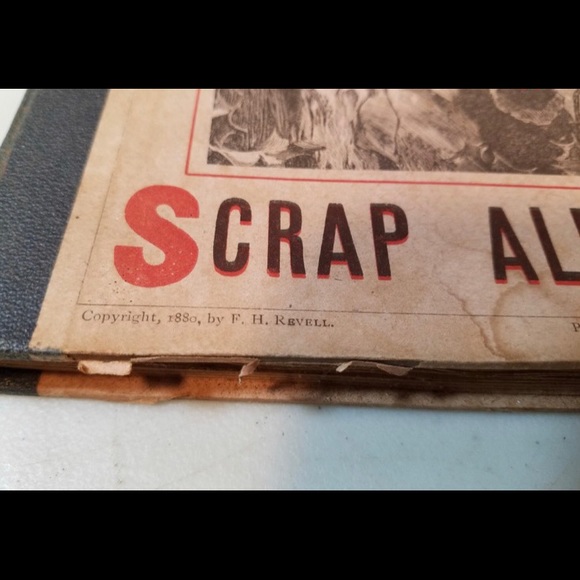 SCRAP AL
Copyright, 1880, by F. H. REVELL.